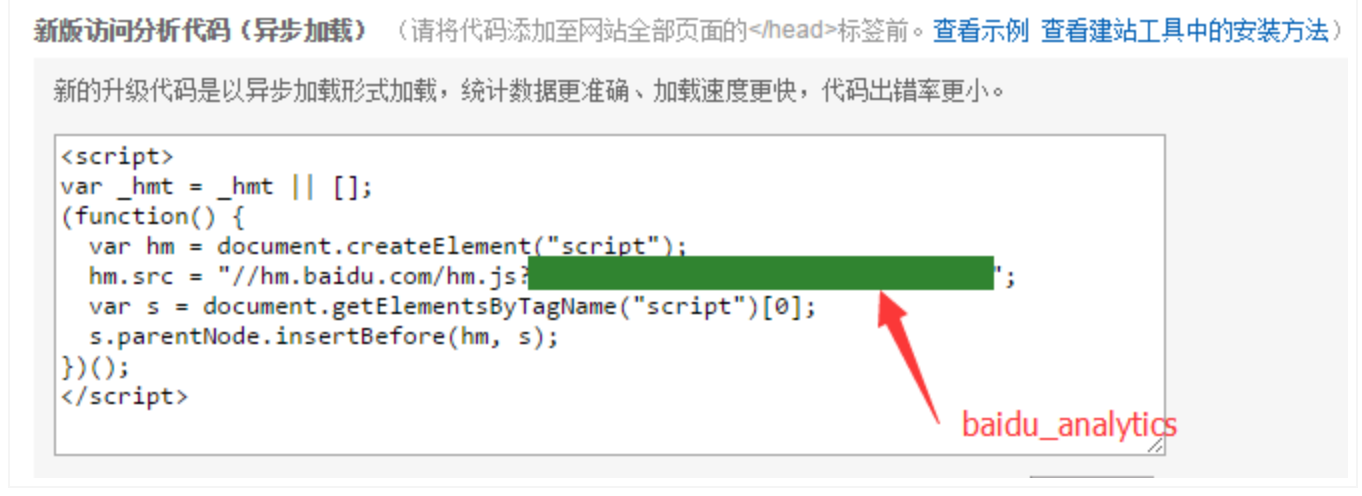 新版访问分析代码（异步加载） （请将代码添加至网站全部页面的</head>标签前。查看示例 查看建站工具中的安装方法）
新的升级代码是以异步加载形式加载，统计数据更准确、加载速度更快，代码出错率更小。
<script>
var _hmt = _hmt || [];
(function() {
  var hm = document.createElement("script");
  hm.src = "//hm.baidu.com/hm.js?";
  var s = document.getElementsByTagName("script")[0];
  s.parentNode.insertBefore(hm, s);
})();
</script>
baidu_analytics